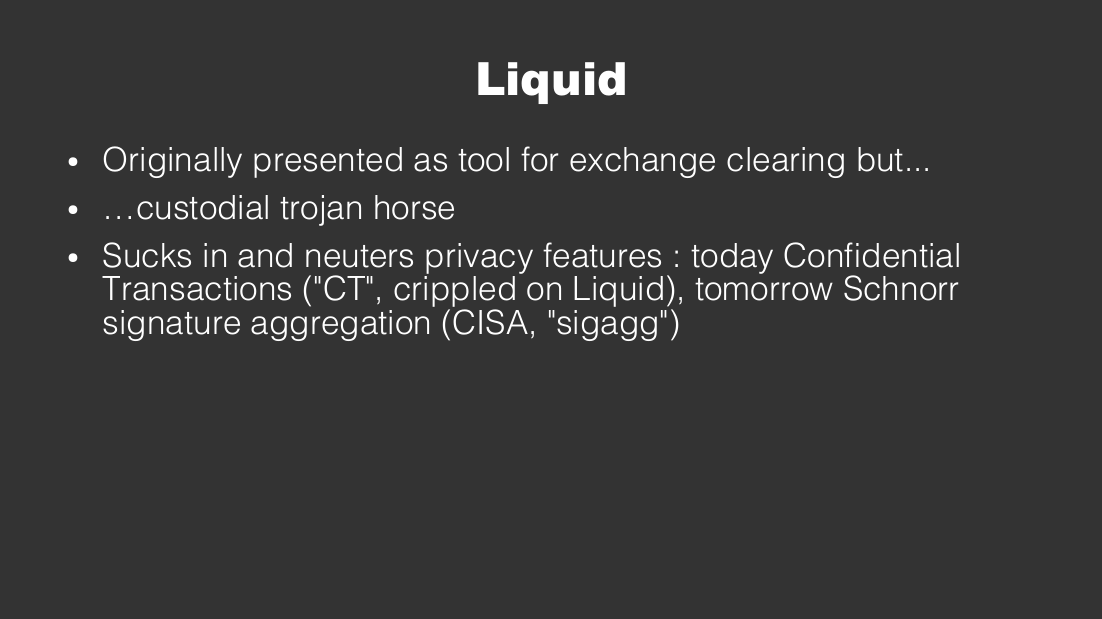 Liquid
• Originally presented as tool for exchange clearing but...
• …custodial trojan horse
• Sucks in and neuters privacy features : today Confidential
Transactions ("CT", crippled on Liquid), tomorrow Schnorr
signature aggregation (CISA, "sigagg")